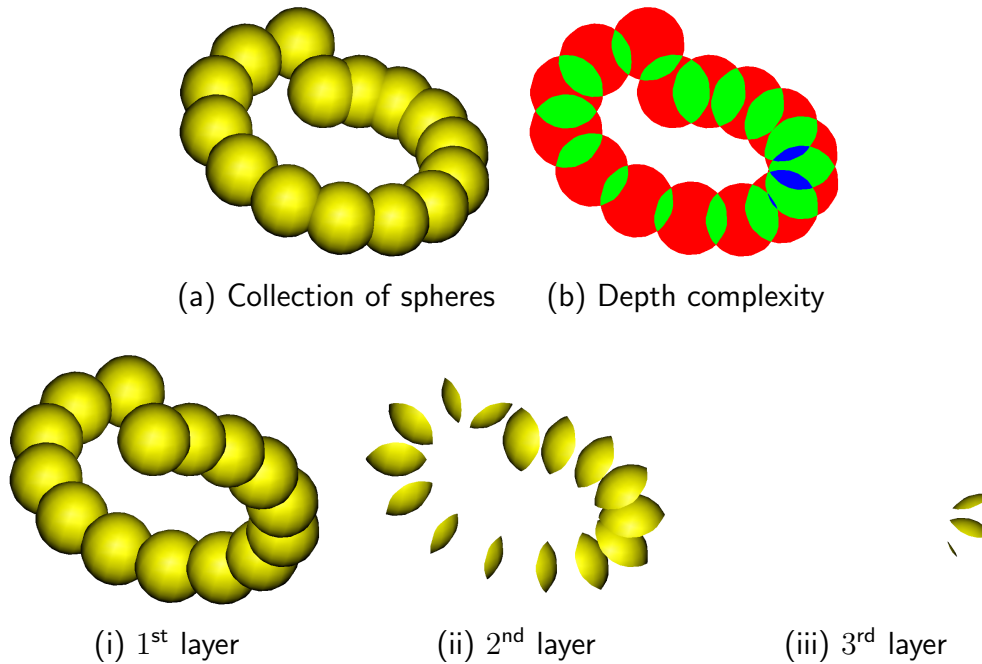 (a) Collection of spheres (b) Depth complexity
(i) 1st layer (ii) 2nd layer (iii) 3rd layer